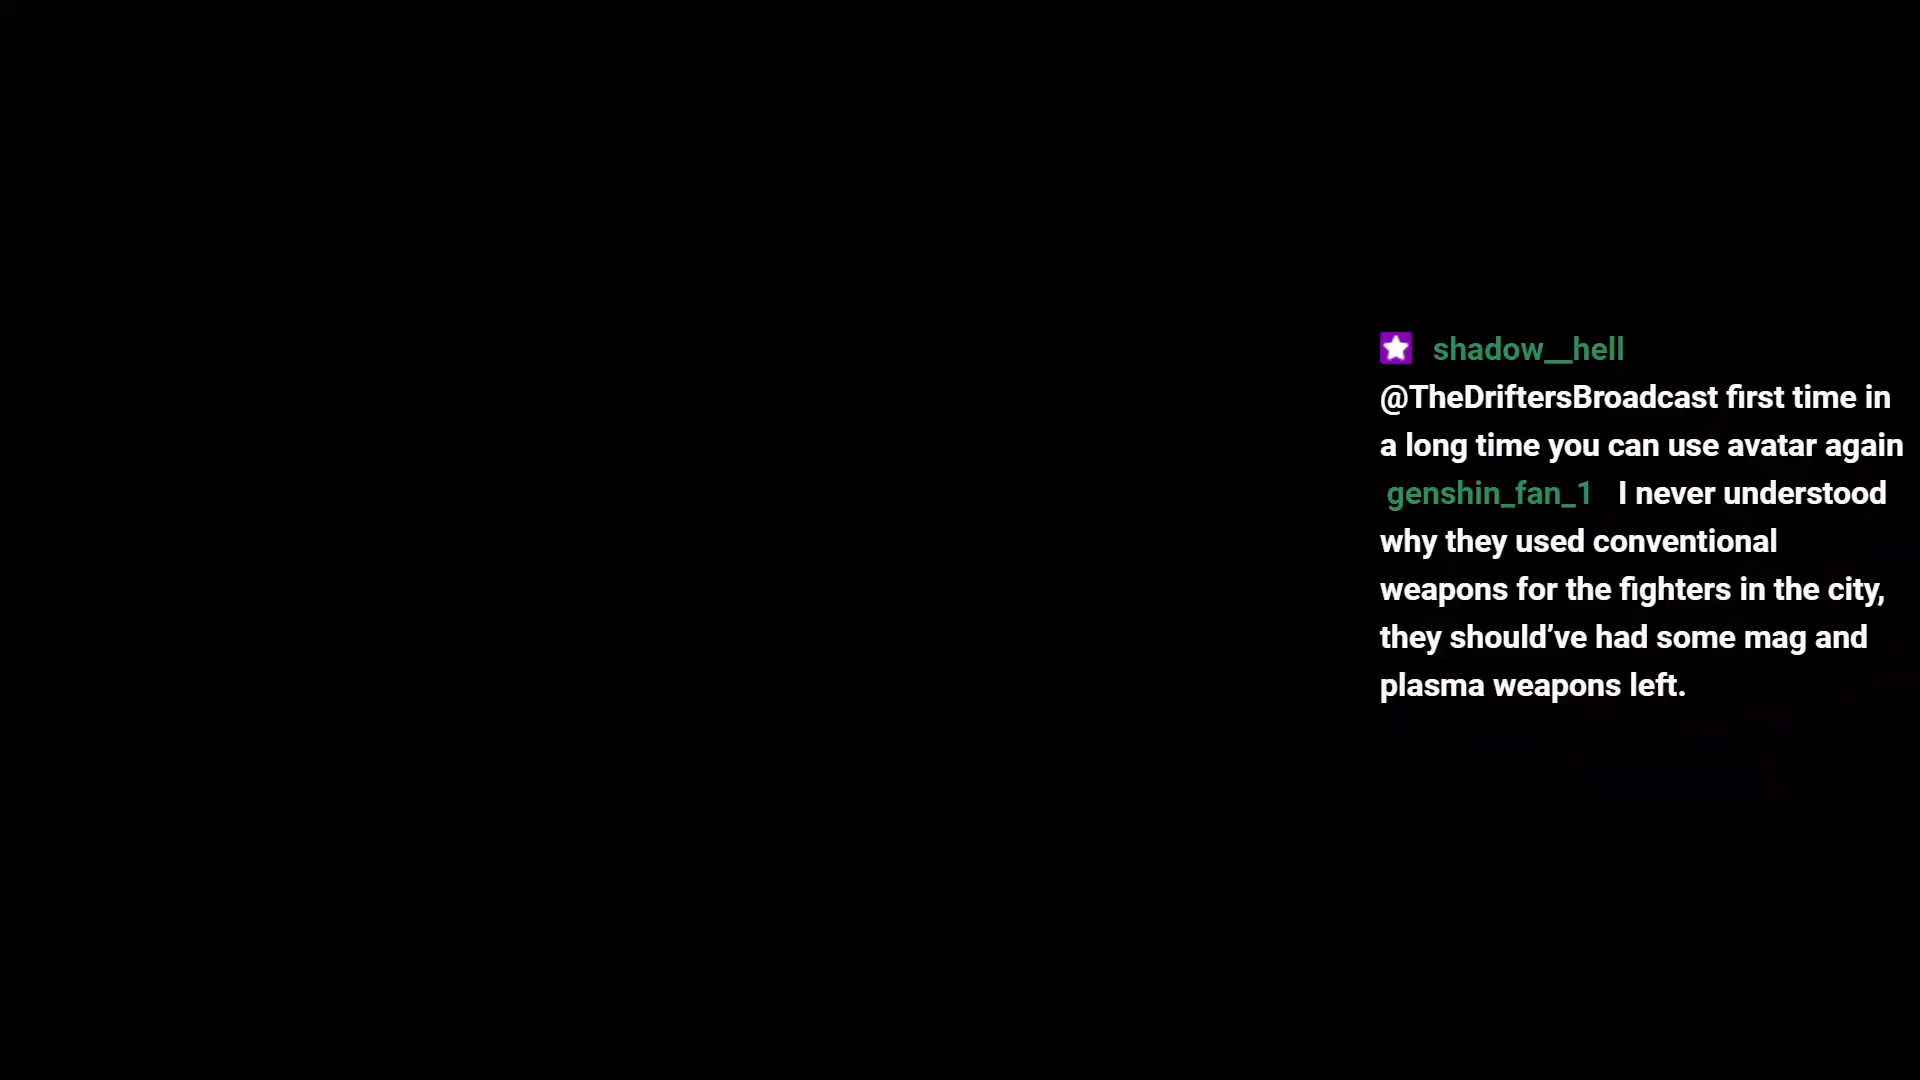 shadow__hell
@TheDriftersBroadcast first time in
a long time you can use avatar again
genshin_fan_1 I never understood
why they used conventional
weapons for the fighters in the city,
they should’ve had some mag and
plasma weapons left.